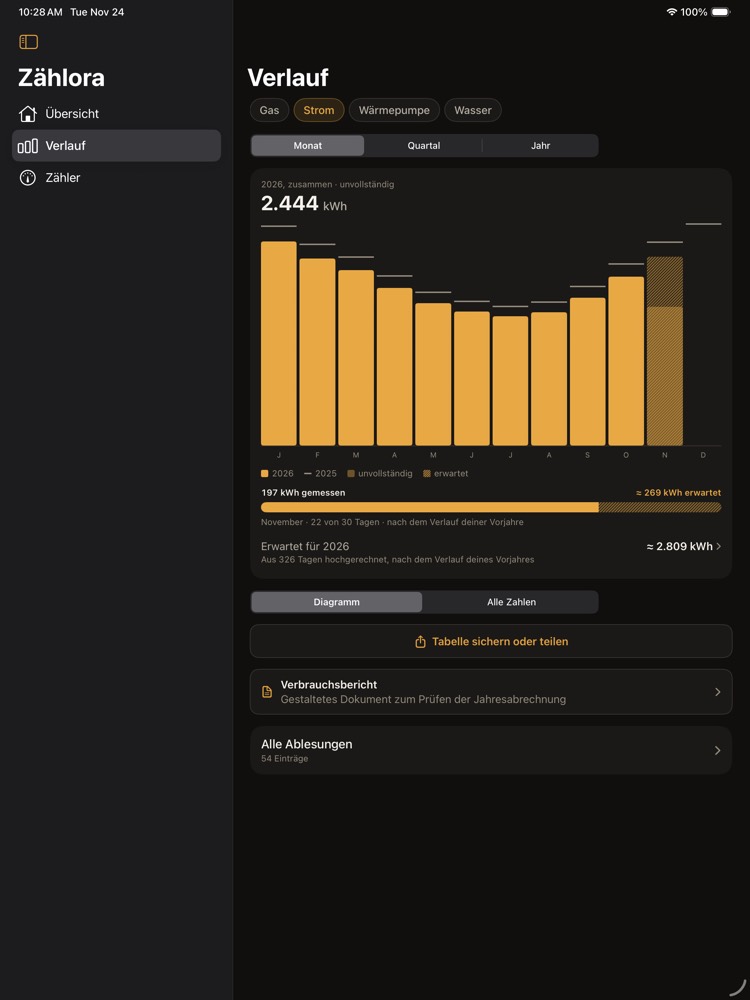 10:28 AM Tue Nov 24
100%
Zählora
Übersicht
Verlauf
Zähler
Verlauf
Gas Strom Wärmepumpe Wasser
Monat Quartal Jahr
2026, zusammen · unvollständig
2.444 kWh
J F M A M J J A S O N D
2026 2025 unvollständig erwartet
197 kWh gemessen ≈ 269 kWh erwartet
November · 22 von 30 Tagen · nach dem Verlauf deiner Vorjahre
Erwartet für 2026 ≈ 2.809 kWh
Aus 326 Tagen hochgerechnet, nach dem Verlauf deines Vorjahres
Diagramm Alle Zahlen
Tabelle sichern oder teilen
Verbrauchsbericht
Gestaltetes Dokument zum Prüfen der Jahresabrechnung
Alle Ablesungen
54 Einträge